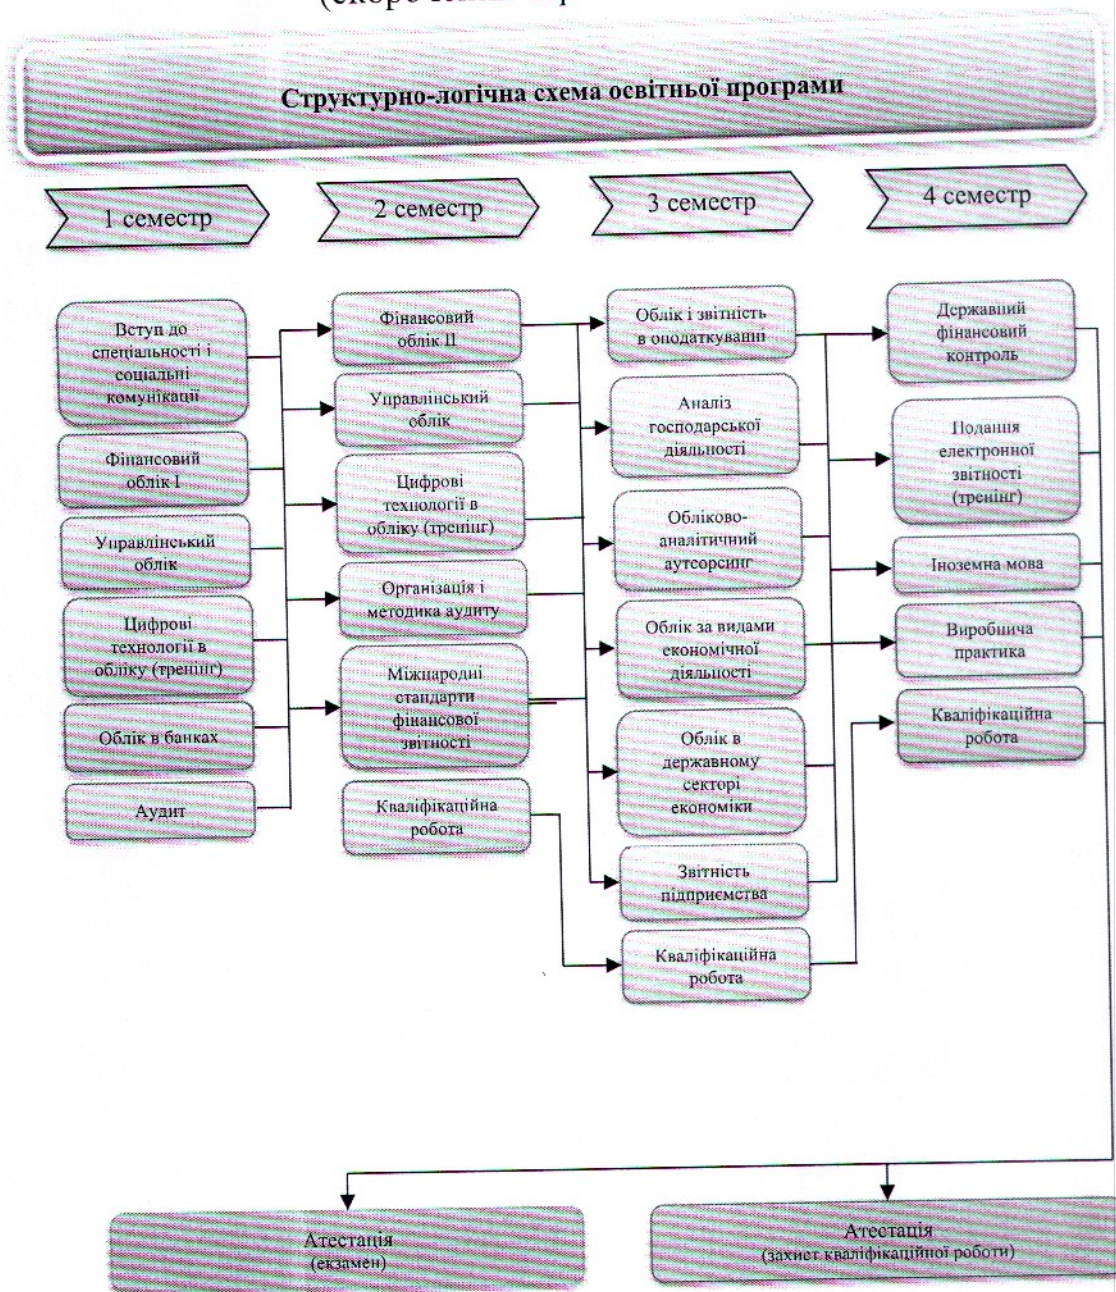 Структурно-логічна схема освітньої програми
1 семестр
2 семестр
3 семестр
4 семестр
Вступ до
спеціальності і
соціальні
комунікації
Фінансовий
облік І
Управлінський
облік
Цифрові
технології в
обліку (тренінг)
Облік в банках
Аудит
Фінансовий
облік ІІ
Управлінський
облік
Цифрові
технології в
обліку (тренінг)
Організація і
методика аудиту
Міжнародні
стандарти
фінансової
звітності
Кваліфікаційна
робота
Облік і звітність
в оподаткуванні
Аналіз
господарської
діяльності
Обліково-
аналітичний
аутсорсинг
Облік за видами
економічної
діяльності
Облік в
державному
секторі
економіки
Звітність
підприємства
Кваліфікаційна
робота
Державний
фінансовий
контроль
Подання
електронної
звітності
(тренінг)
Іноземна мова
Виробнича
практика
Кваліфікаційна
робота
Атестація
(екзамен)
Атестація
(захист кваліфікаційної роботи)